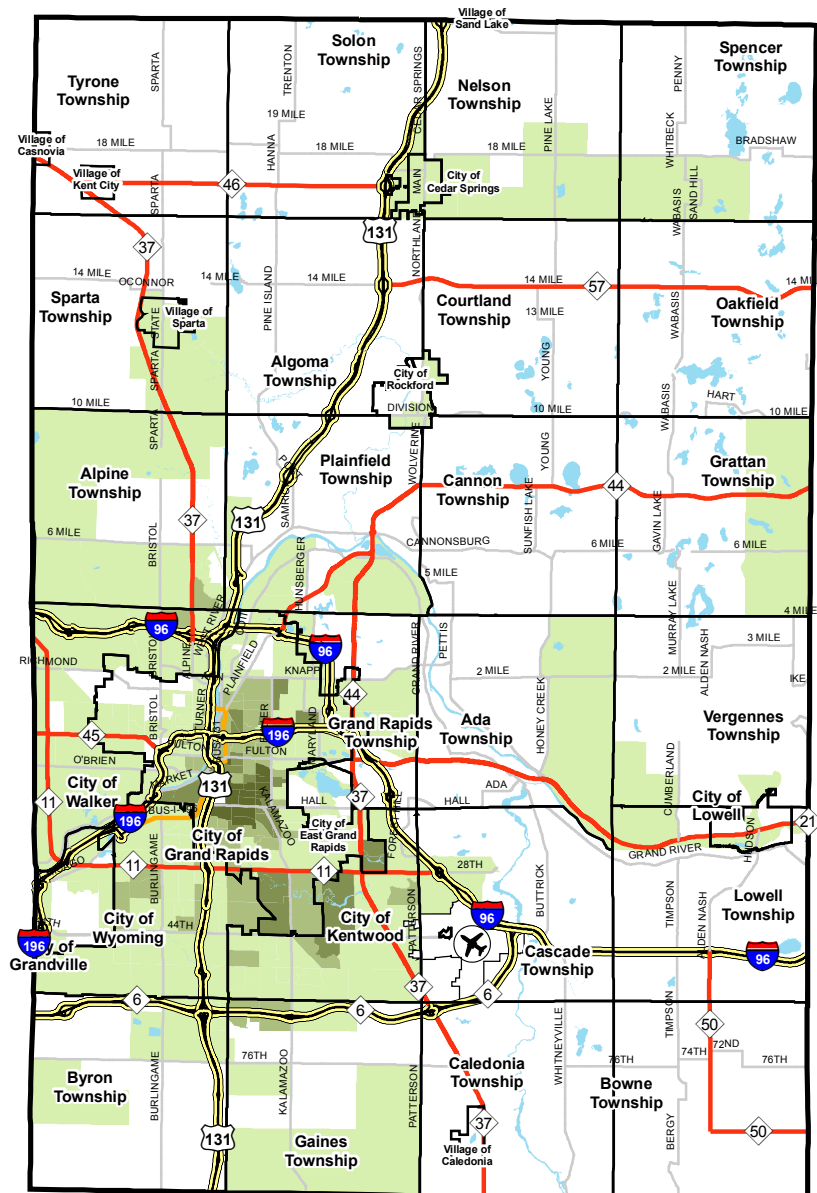 Village of
Sand Lake
Solon
Township
Spencer
Township
Tyrone
Township
Nelson
Township
SPARTA
TRENTON
CEDAR SPRINGS
PINE LAKE
PENNY
19 MILE
Village of
Casnovia
18 MILE
18 MILE
18 MILE
HANNA
WHITBECK
BRADSHAW
Village of
Kent City
46
MAIN
City of
Cedar Springs
SPARTA
WABASIS
SAND HILL
131
37
NORTHLAND
14 MILE
OCONNOR
14 MILE
14 MILE
14 MILE
57
14 MI
Sparta
Township
PINE ISLAND
Courtland
Township
Oakfield
Township
13 MILE
WABASIS
Village of
Sparta
STATE
Algoma
Township
YOUNG
City of
Rockford
SPARTA
DIVISION
HART
10 MILE
10 MILE
10 MILE
WABASIS
SPARTA
WOLVERINE
YOUNG
Alpine
Township
Plainfield
Township
Cannon
Township
Grattan
Township
44
37
131
SUNFISH LAKE
GAVIN LAKE
6 MILE
BRISTOL
CANNONSBURG
6 MILE
6 MILE
HUNSBERGER
5 MILE
MURRAY LAKE
4 MILE
96
WEST RIVER
PETTIS
3 MILE
96
RICHMOND
ALPINE
PLAINFIELD
KNAPP
GRAND RIVER
2 MILE
2 MILE
ALDEN NASH
IKE
44
TURNER
BRISTOL
HONEY CREEK
Vergennes
Township
Grand Rapids
Township
Ada
Township
45
196
FULTON
O'BRIEN
CUMBERLAND
City of
Walker
131
KALAMAZOO
HALL
37
HALL
ADA
City of
Lowell
11
196
City of
Grand Rapids
City of
East Grand
Rapids
21
HUDSON
GRAND RIVER
11
11
28TH
BURLINGAME
BUTTRICK
Lowell
Township
City of
Wyoming
44TH
City of
Kentwood
PATTERSON
96
TIMPSON
ALDEN NASH
196
Grandville
Cascade
Township
96
37
6
6
6
50
WHITNEYVILLE
TIMPSON
72ND
76TH
74TH
76TH
76TH
Byron
Township
BURLINGAME
KALAMAZOO
PATTERSON
Caledonia
Township
Bowne
Township
37
BERGY
50
131
Gaines
Township
Village of
Caledonia